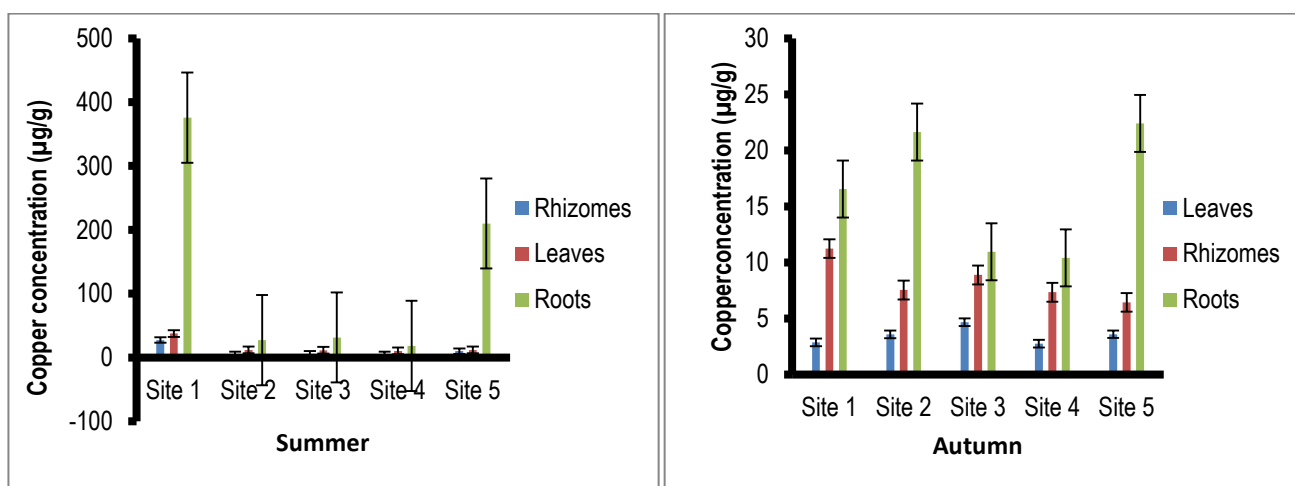 500
400
300
200
100
0
-100
Copper concentration (µg/g)
Site 1 Site 2 Site 3 Site 4 Site 5
Summer
Rhizomes
Leaves
Roots
30
25
20
15
10
5
0
Copperconcentration (µg/g)
Site 1 Site 2 Site 3 Site 4 Site 5
Autumn
Leaves
Rhizomes
Roots